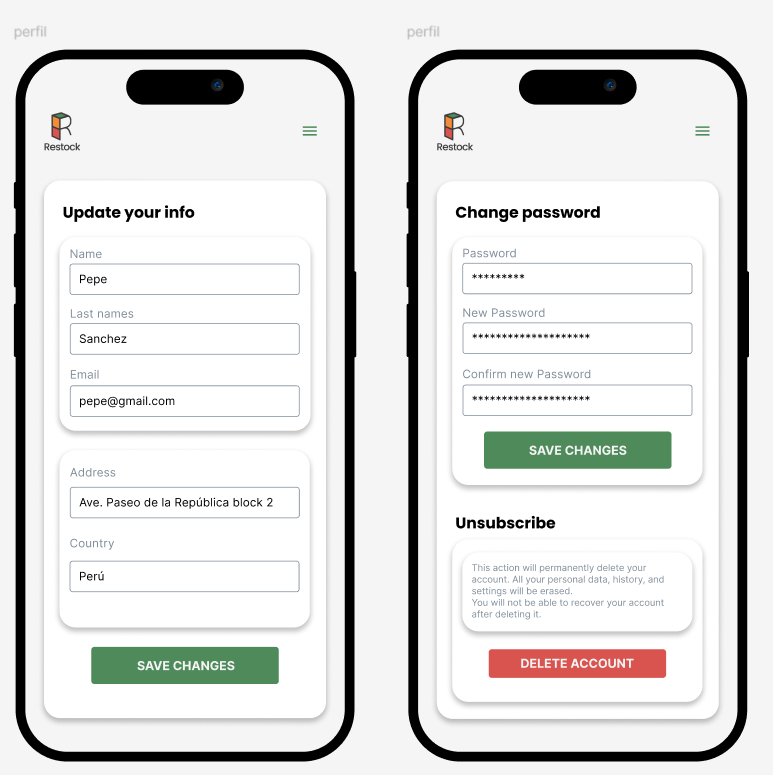 perfil
Restock
Update your info
Name
Pepe
Last names
Sanchez
Email
pepe@gmail.com
Address
Ave. Paseo de la República block 2
Country
Perú
SAVE CHANGES
perfil
Restock
Change password
Password
*********
New Password
********************
Confirm new Password
********************
SAVE CHANGES
Unsubscribe
This action will permanently delete your
account. All your personal data, history, and
settings will be erased.
You will not be able to recover your account
after deleting it.
DELETE ACCOUNT